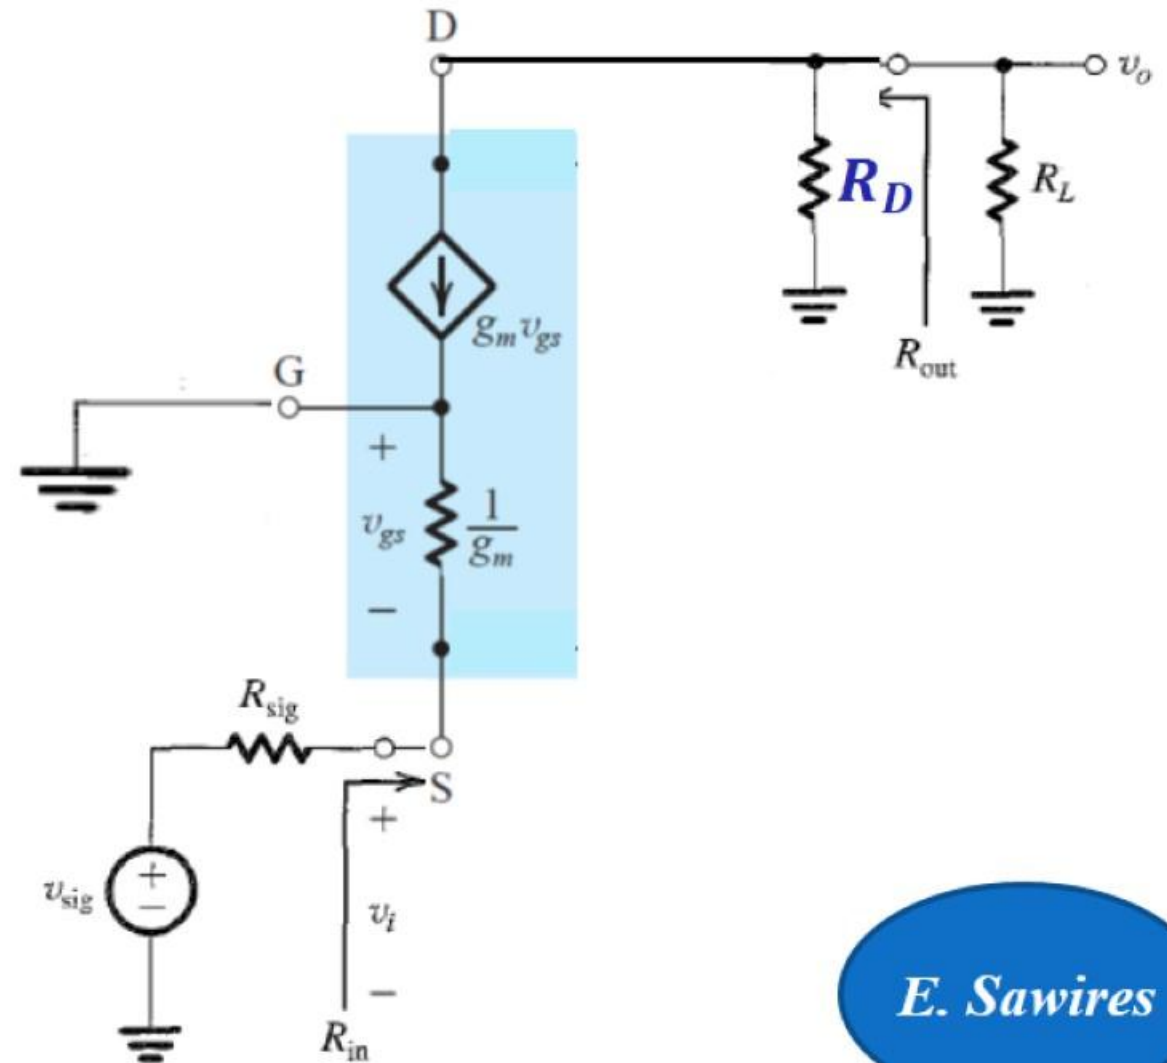 D
v_o
R_D
R_L
g_m v_gs
R_out
G
+
v_gs
1/g_m
−
R_sig
S
+
v_sig
+
−
v_i
−
R_in
E. Sawires